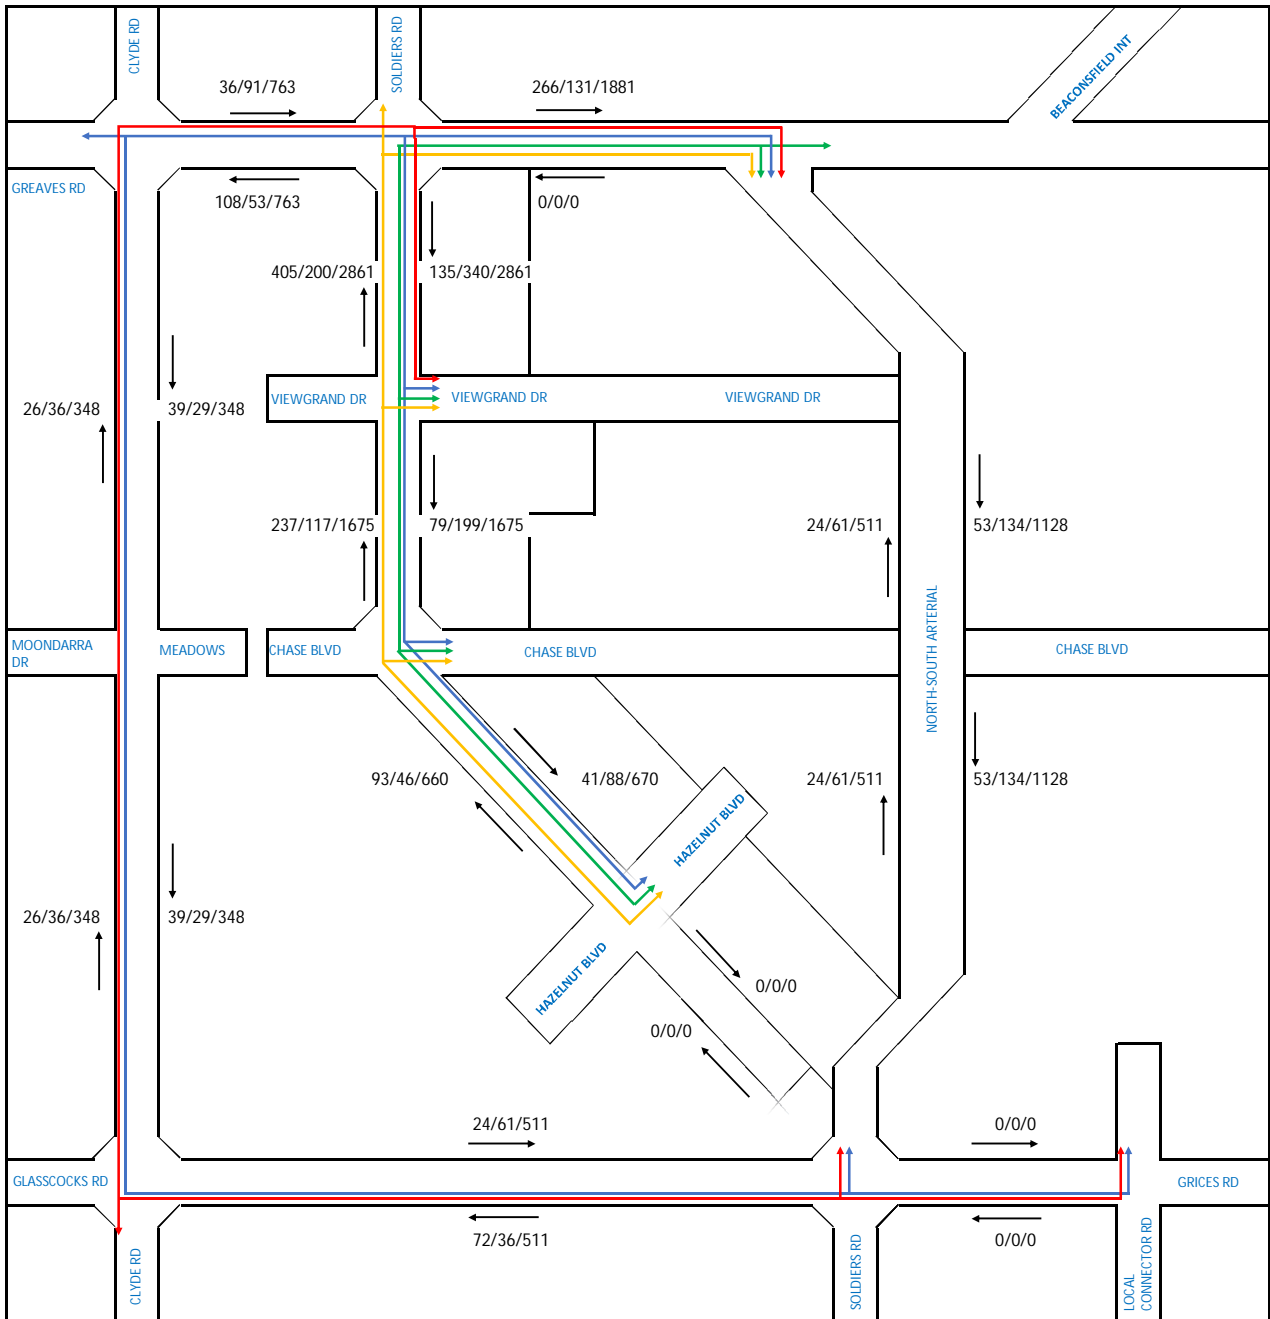 CLYDE RD
SOLDIERS RD
BEACONSFIELD INT
36/91/763
266/131/1881
GREAVES RD
108/53/763
0/0/0
405/200/2861
135/340/2861
26/36/348
39/29/348
VIEWGRAND DR
VIEWGRAND DR
VIEWGRAND DR
237/117/1675
79/199/1675
24/61/511
53/134/1128
NORTH-SOUTH ARTERIAL
MOONDARRA
DR
MEADOWS
CHASE BLVD
CHASE BLVD
CHASE BLVD
93/46/660
41/88/670
24/61/511
53/134/1128
HAZELNUT BLVD
26/36/348
39/29/348
HAZELNUT BLVD
0/0/0
0/0/0
24/61/511
0/0/0
GLASSCOCKS RD
GRICES RD
72/36/511
0/0/0
CLYDE RD
SOLDIERS RD
LOCAL
CONNECTOR RD